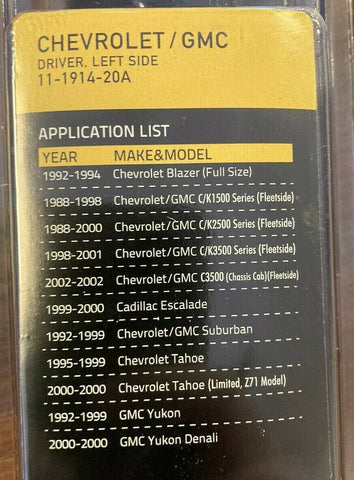 CHEVROLET/GMC
DRIVER, LEFT SIDE
11-1914-20A
APPLICATION LIST
YEAR MAKE&MODEL
1992-1994 Chevrolet Blazer (Full Size)
1988-1998 Chevrolet/GMC C/K1500 Series (Fleetside)
1988-2000 Chevrolet/GMC C/K2500 Series (Fleetside)
1998-2001 Chevrolet/GMC C/K3500 Series (Fleetside)
2002-2002 Chevrolet/GMC C3500 (Chassis Cab)(Fleetside)
1999-2000 Cadillac Escalade
1992-1999 Chevrolet/GMC Suburban
1995-1999 Chevrolet Tahoe
2000-2000 Chevrolet Tahoe (Limited, Z71 Model)
1992-1999 GMC Yukon
2000-2000 GMC Yukon Denali